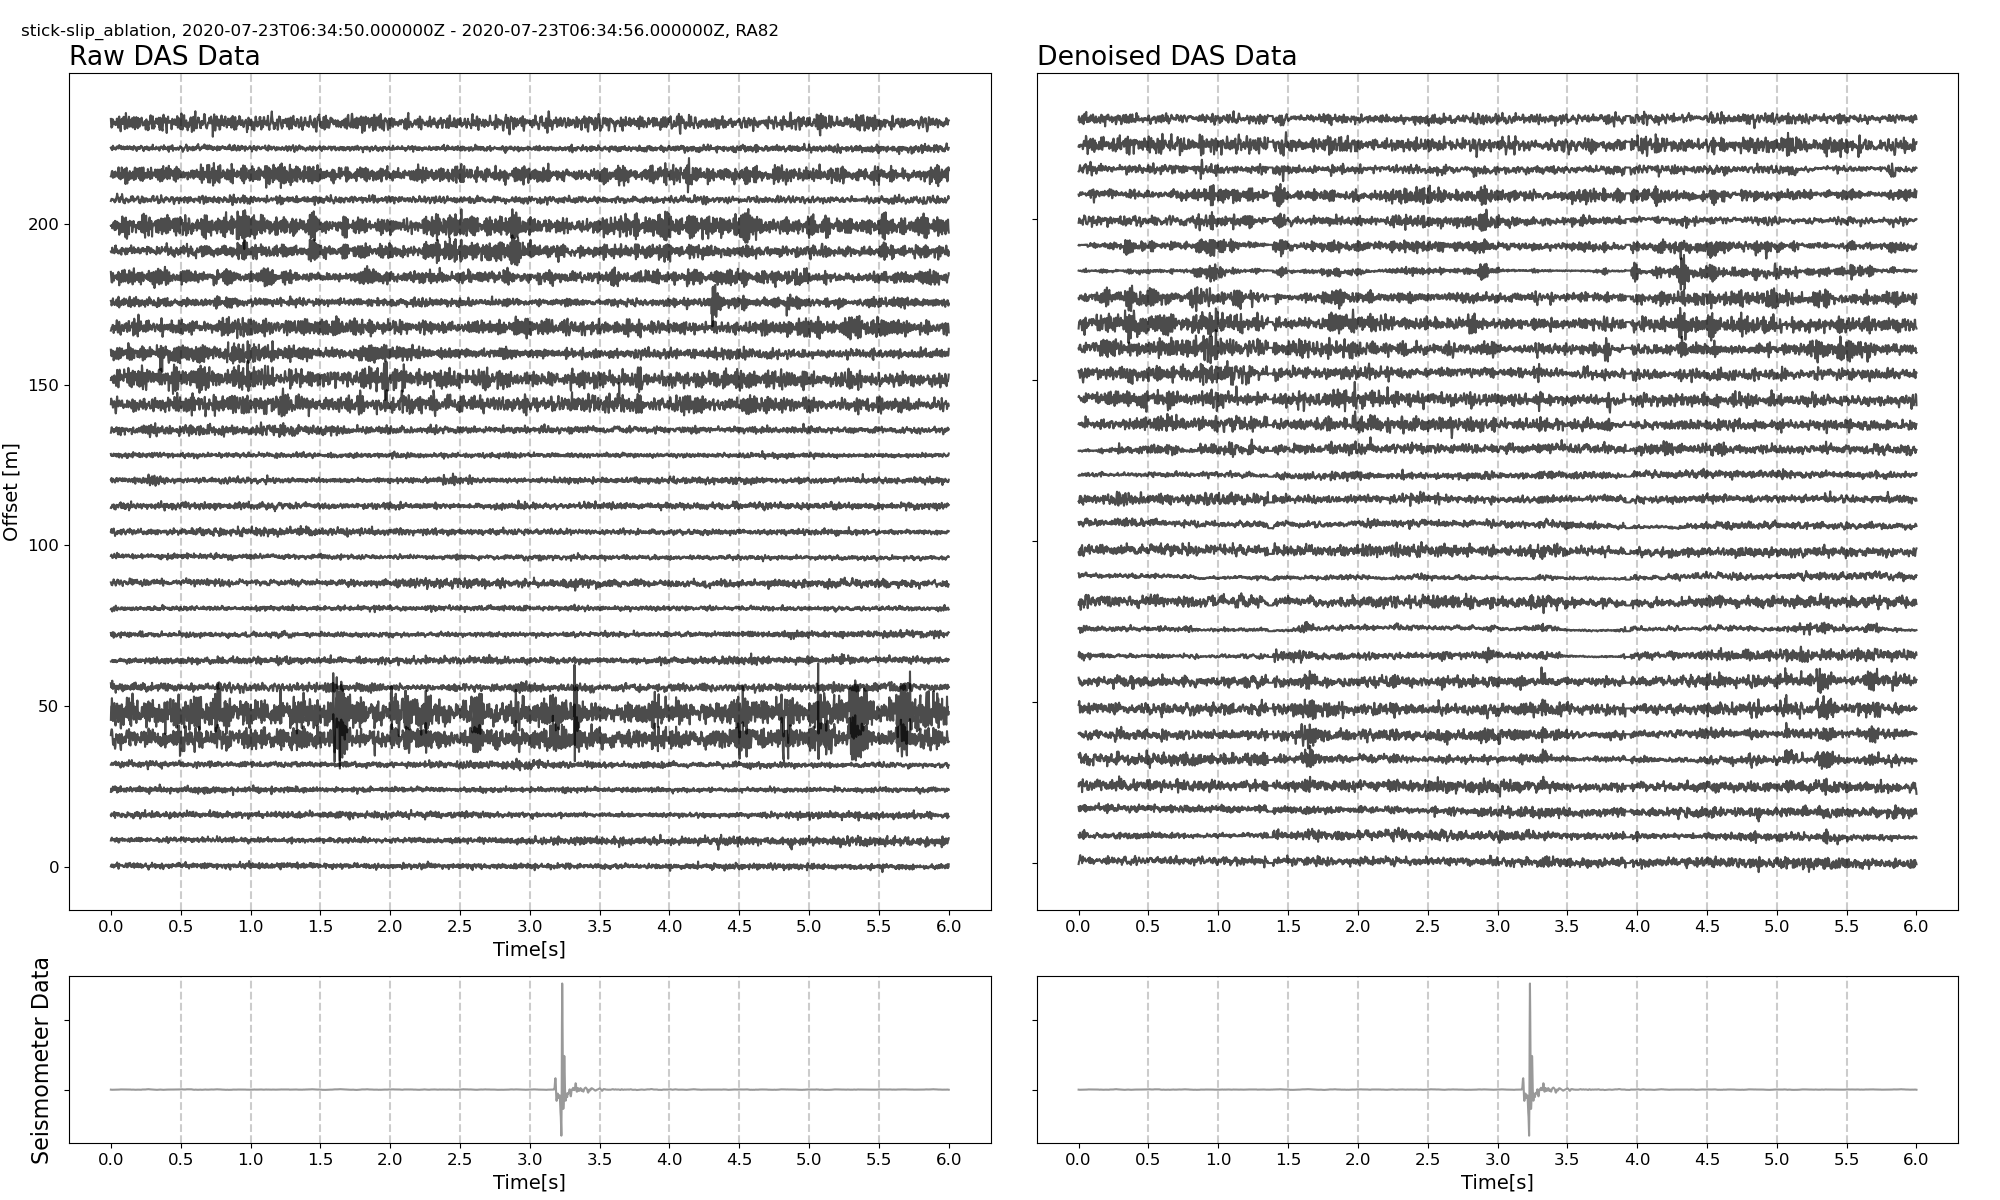 stick-slip_ablation, 2020-07-23T06:34:50.000000Z - 2020-07-23T06:34:56.000000Z, RA82
Raw DAS Data
Denoised DAS Data
Offset [m]
200
150
100
50
0
0.0 0.5 1.0 1.5 2.0 2.5 3.0 3.5 4.0 4.5 5.0 5.5 6.0
Time[s]
0.0 0.5 1.0 1.5 2.0 2.5 3.0 3.5 4.0 4.5 5.0 5.5 6.0
Seismometer Data
0.0 0.5 1.0 1.5 2.0 2.5 3.0 3.5 4.0 4.5 5.0 5.5 6.0
Time[s]
0.0 0.5 1.0 1.5 2.0 2.5 3.0 3.5 4.0 4.5 5.0 5.5 6.0
Time[s]